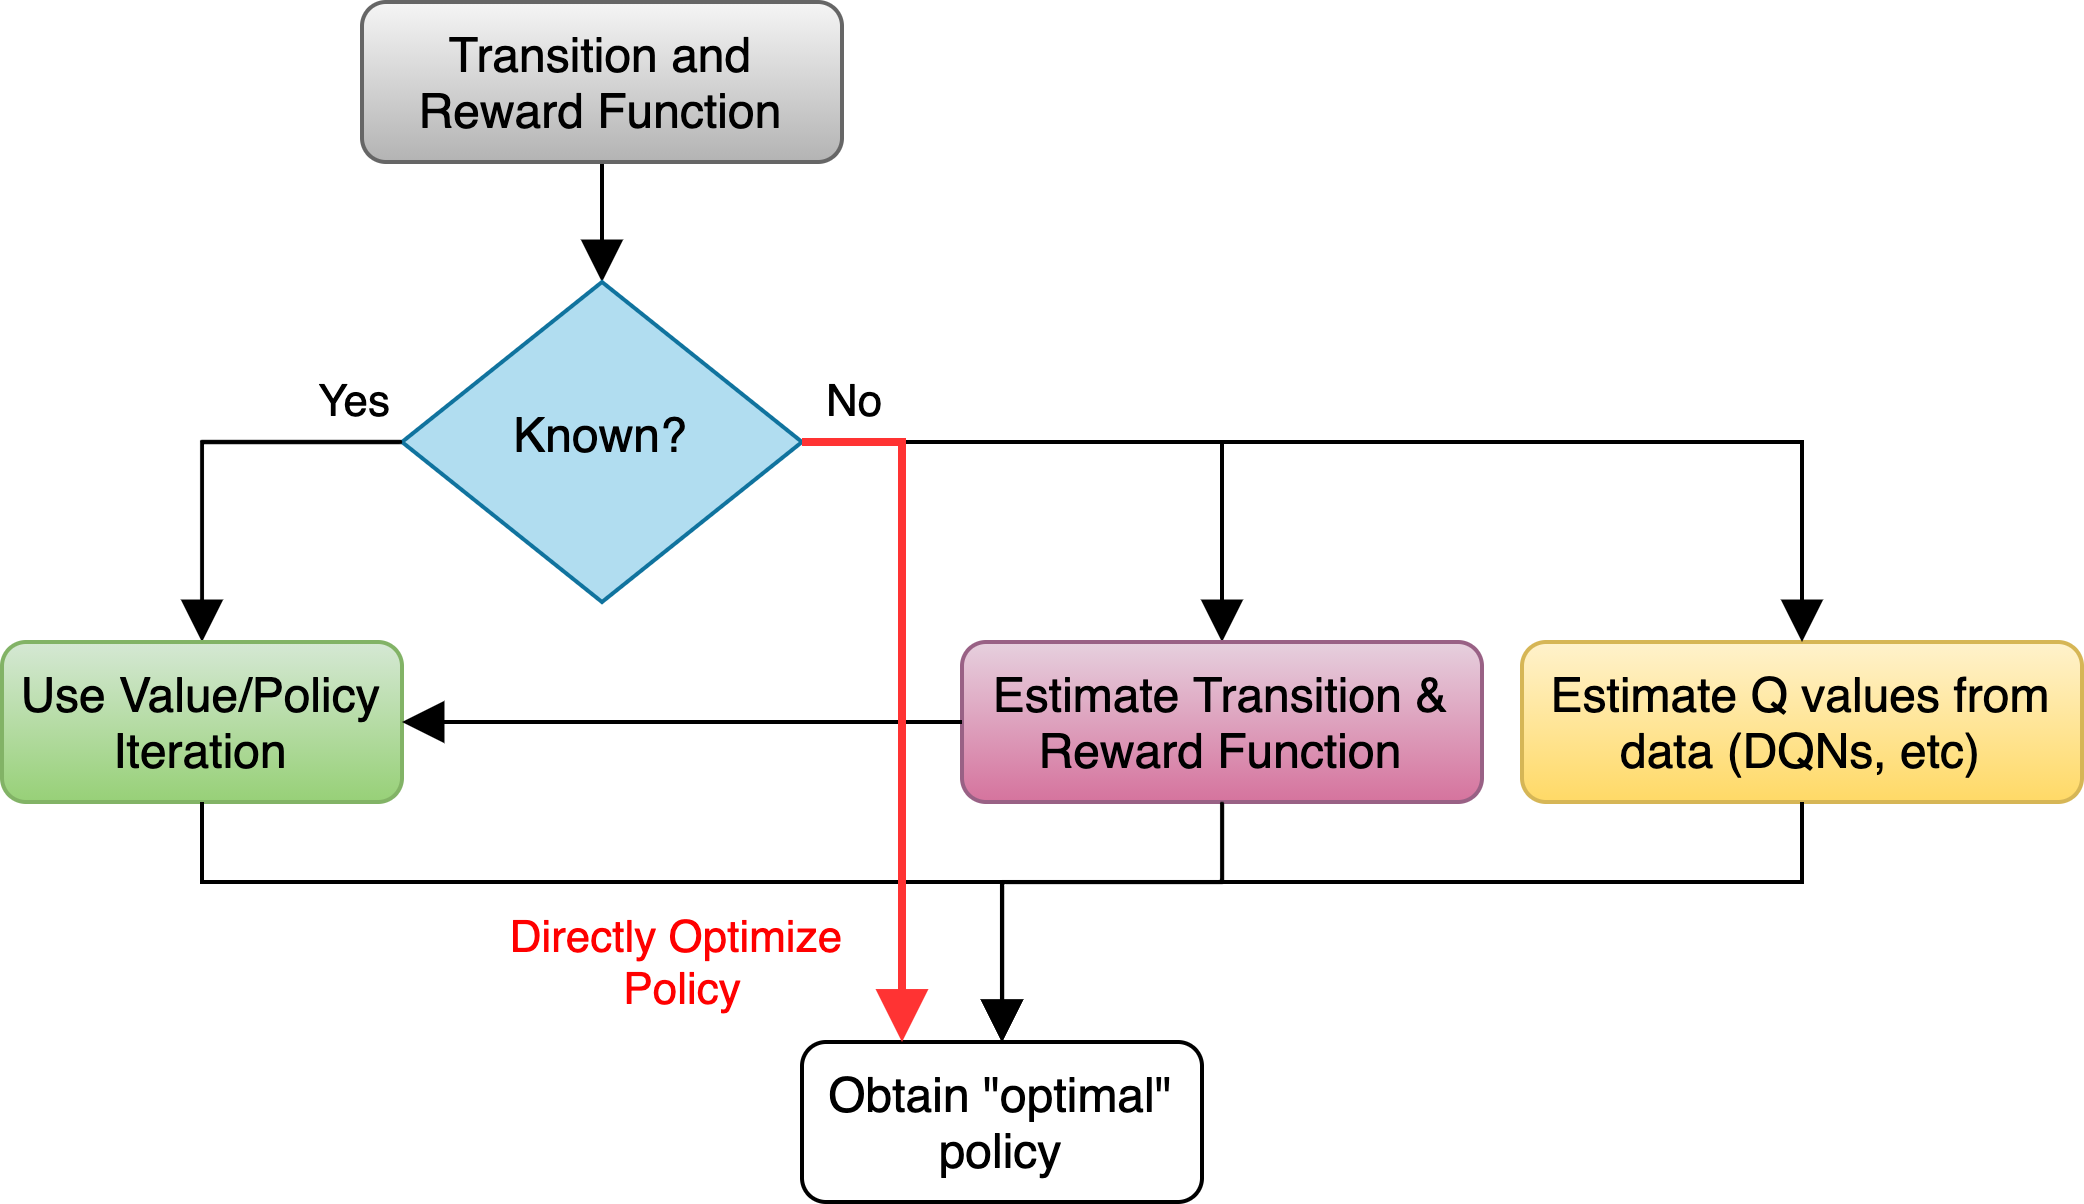 Transition and
Reward Function
Yes
Known?
No
Use Value/Policy
Iteration
Estimate Transition &
Reward Function
Estimate Q values from
data (DQNs, etc)
Directly Optimize
Policy
Obtain "optimal"
policy